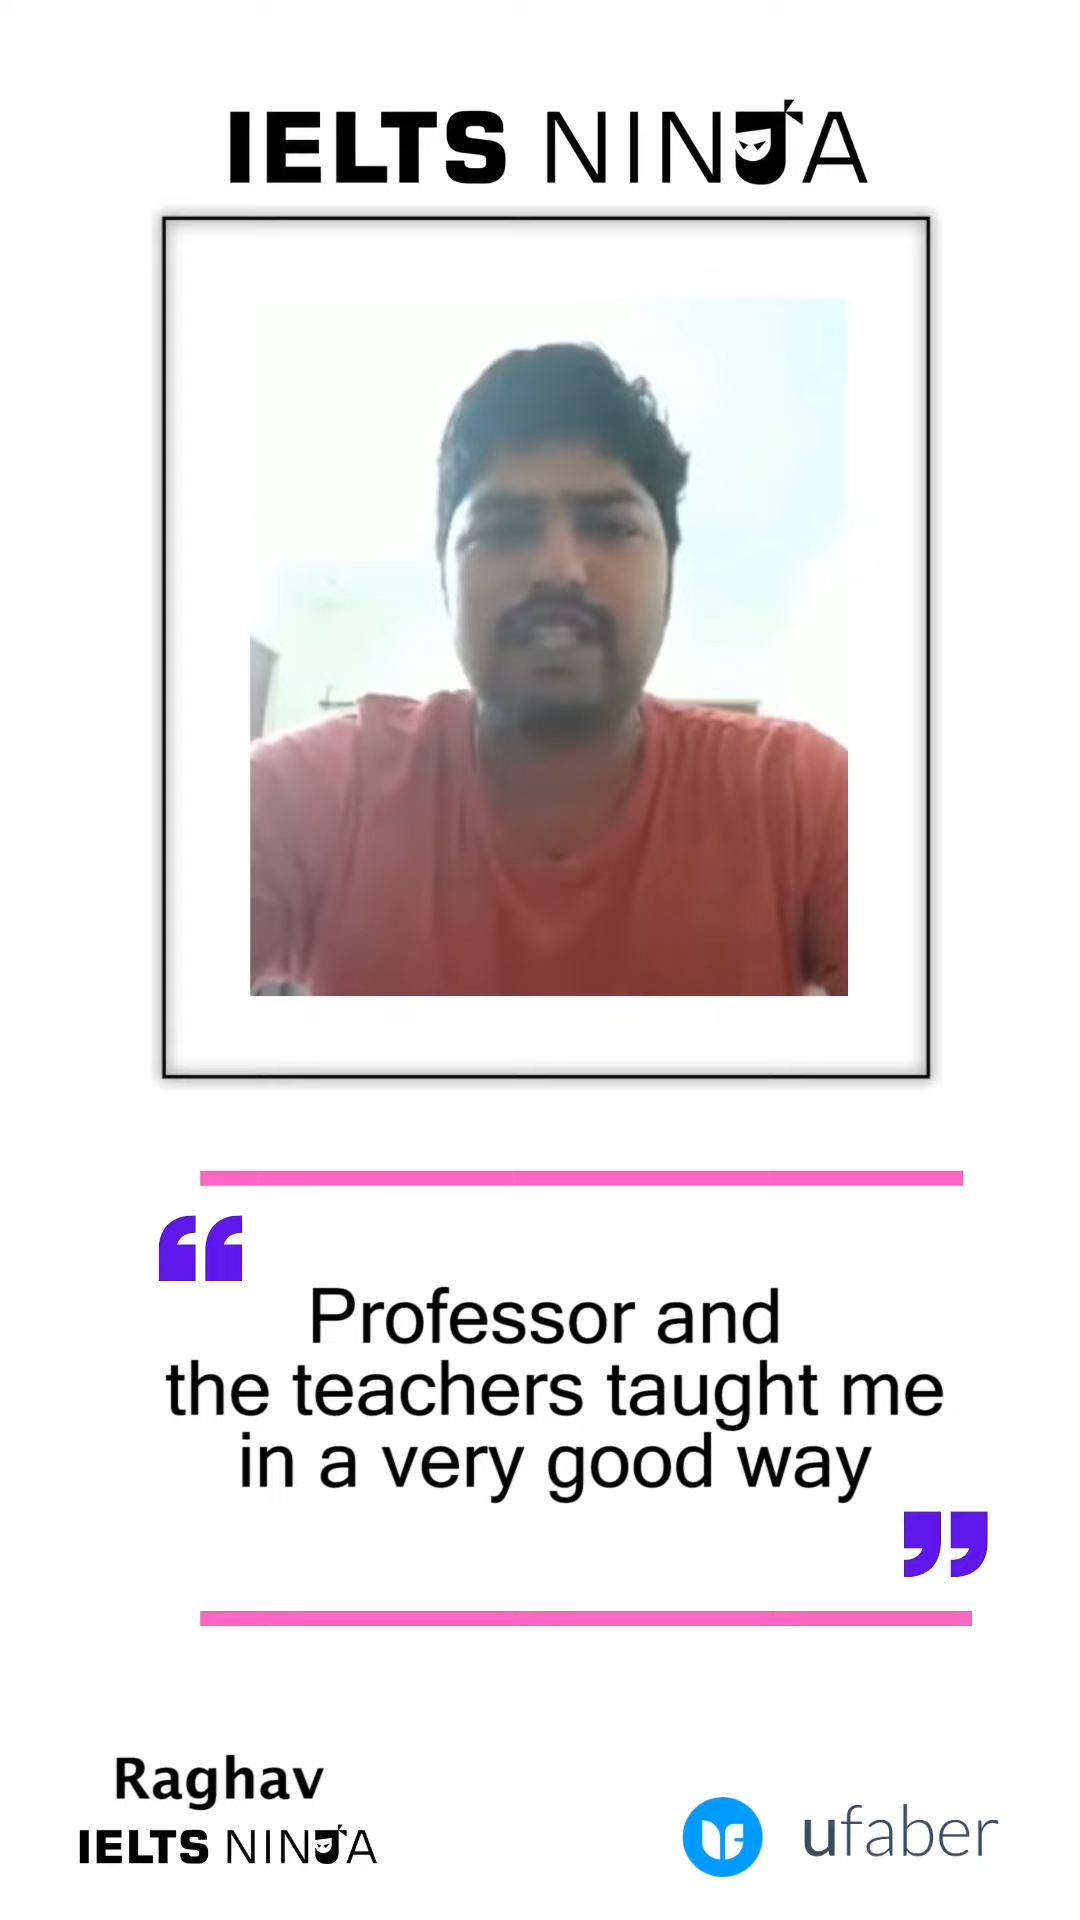 IELTS NINJA
“
Professor and
the teachers taught me
in a very good way
”
Raghav
IELTS NINJA
ufaber